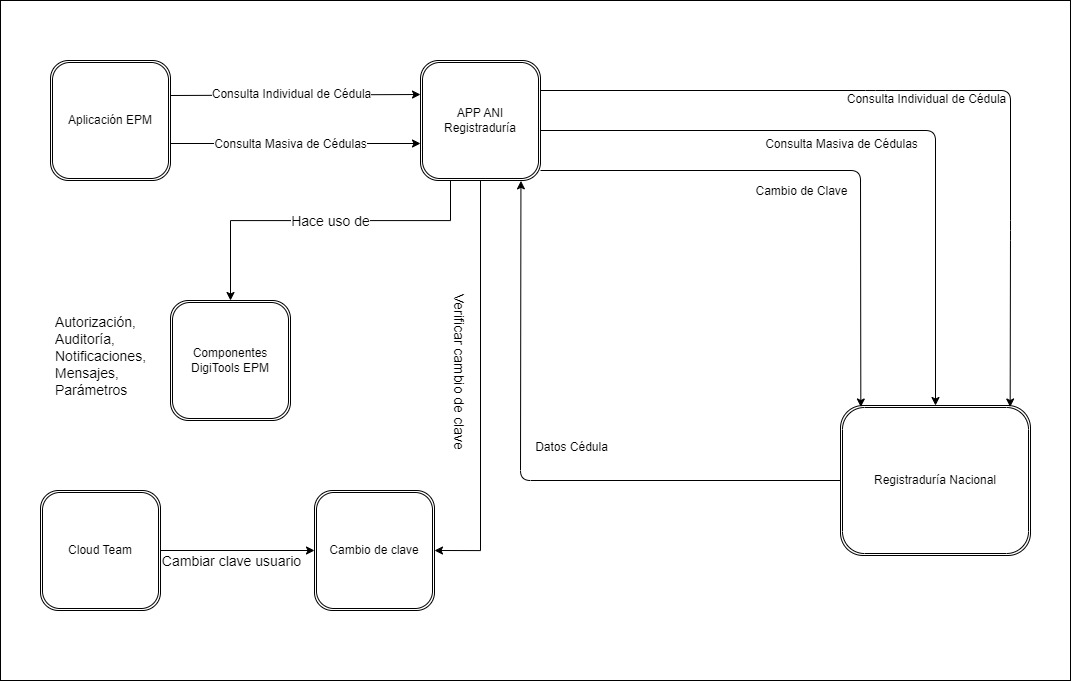 Aplicación EPM
Consulta Individual de Cédula
Consulta Masiva de Cédulas
APP ANI
Registraduría
Consulta Individual de Cédula
Consulta Masiva de Cédulas
Cambio de Clave
Hace uso de
Autorización,
Auditoría,
Notificaciones,
Mensajes,
Parámetros
Componentes
DigiTools EPM
Verificar cambio de clave
Datos Cédula
Registraduría Nacional
Cloud Team
Cambiar clave usuario
Cambio de clave